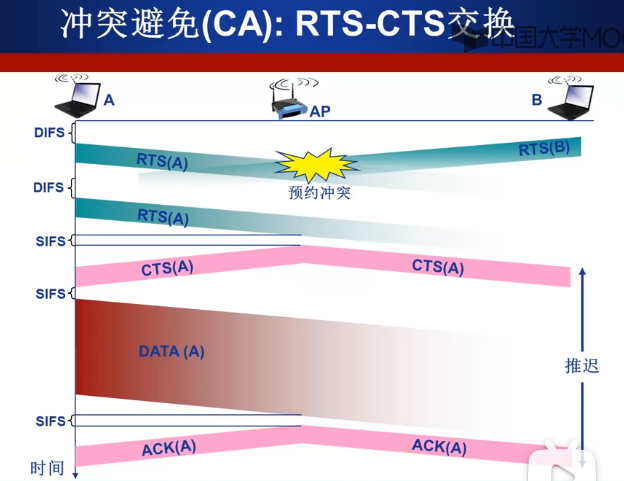 冲突避免(CA): RTS-CTS交换
中国大学MO
A
AP
B
DIFS
RTS(A)
RTS(B)
预约冲突
DIFS
RTS(A)
SIFS
CTS(A)
CTS(A)
SIFS
DATA (A)
推迟
SIFS
ACK(A)
ACK(A)
时间